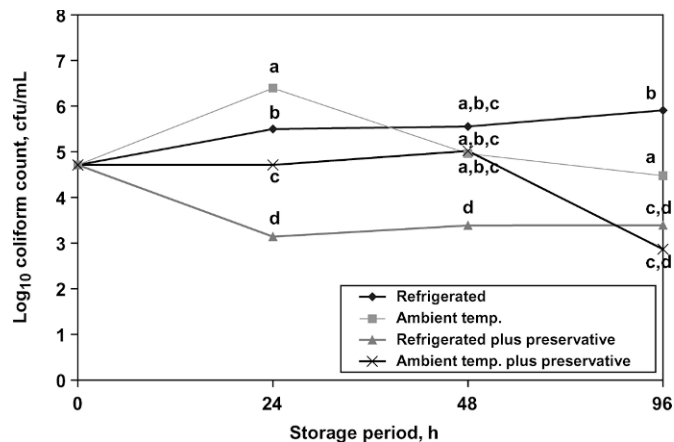 8
7
6
5
4
3
2
1
0
Log10 coliform count, cfu/mL
a
b
c
d
a,b,c
a,b,c
a,b,c
d
b
a
c,d
c,d
Refrigerated
Ambient temp.
Refrigerated plus preservative
Ambient temp. plus preservative
0 24 48 96
Storage period, h